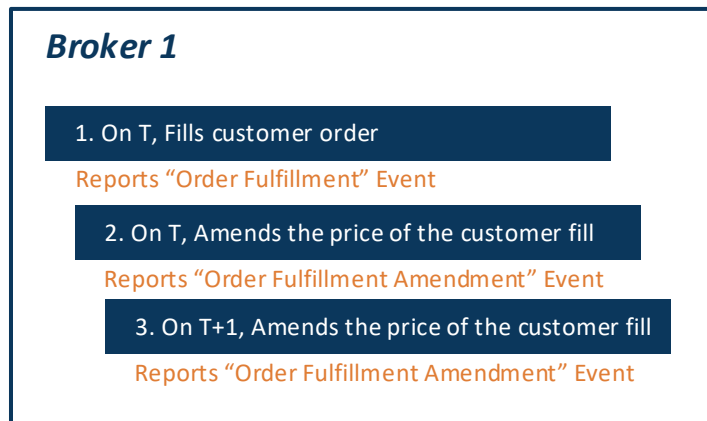 Broker 1
1. On T, Fills customer order
Reports “Order Fulfillment” Event
2. On T, Amends the price of the customer fill
Reports “Order Fulfillment Amendment” Event
3. On T+1, Amends the price of the customer fill
Reports “Order Fulfillment Amendment” Event